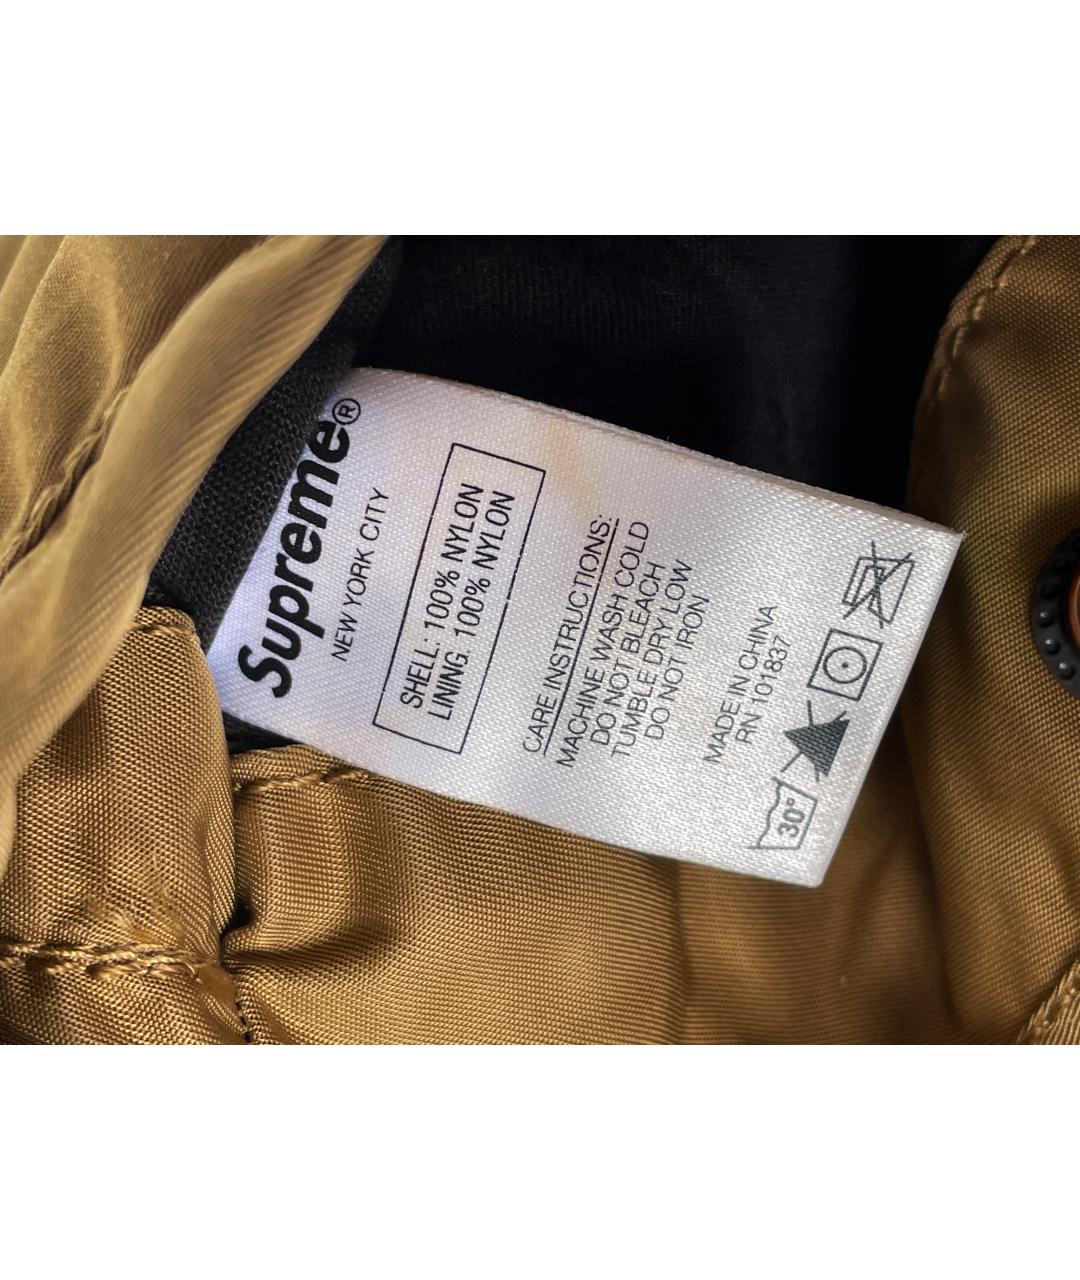 Supreme®
NEW YORK CITY
SHELL: 100% NYLON
LINING: 100% NYLON
CARE INSTRUCTIONS:
MACHINE WASH COLD
DO NOT BLEACH
TUMBLE DRY LOW
DO NOT IRON
MADE IN CHINA
RN 101837
30°